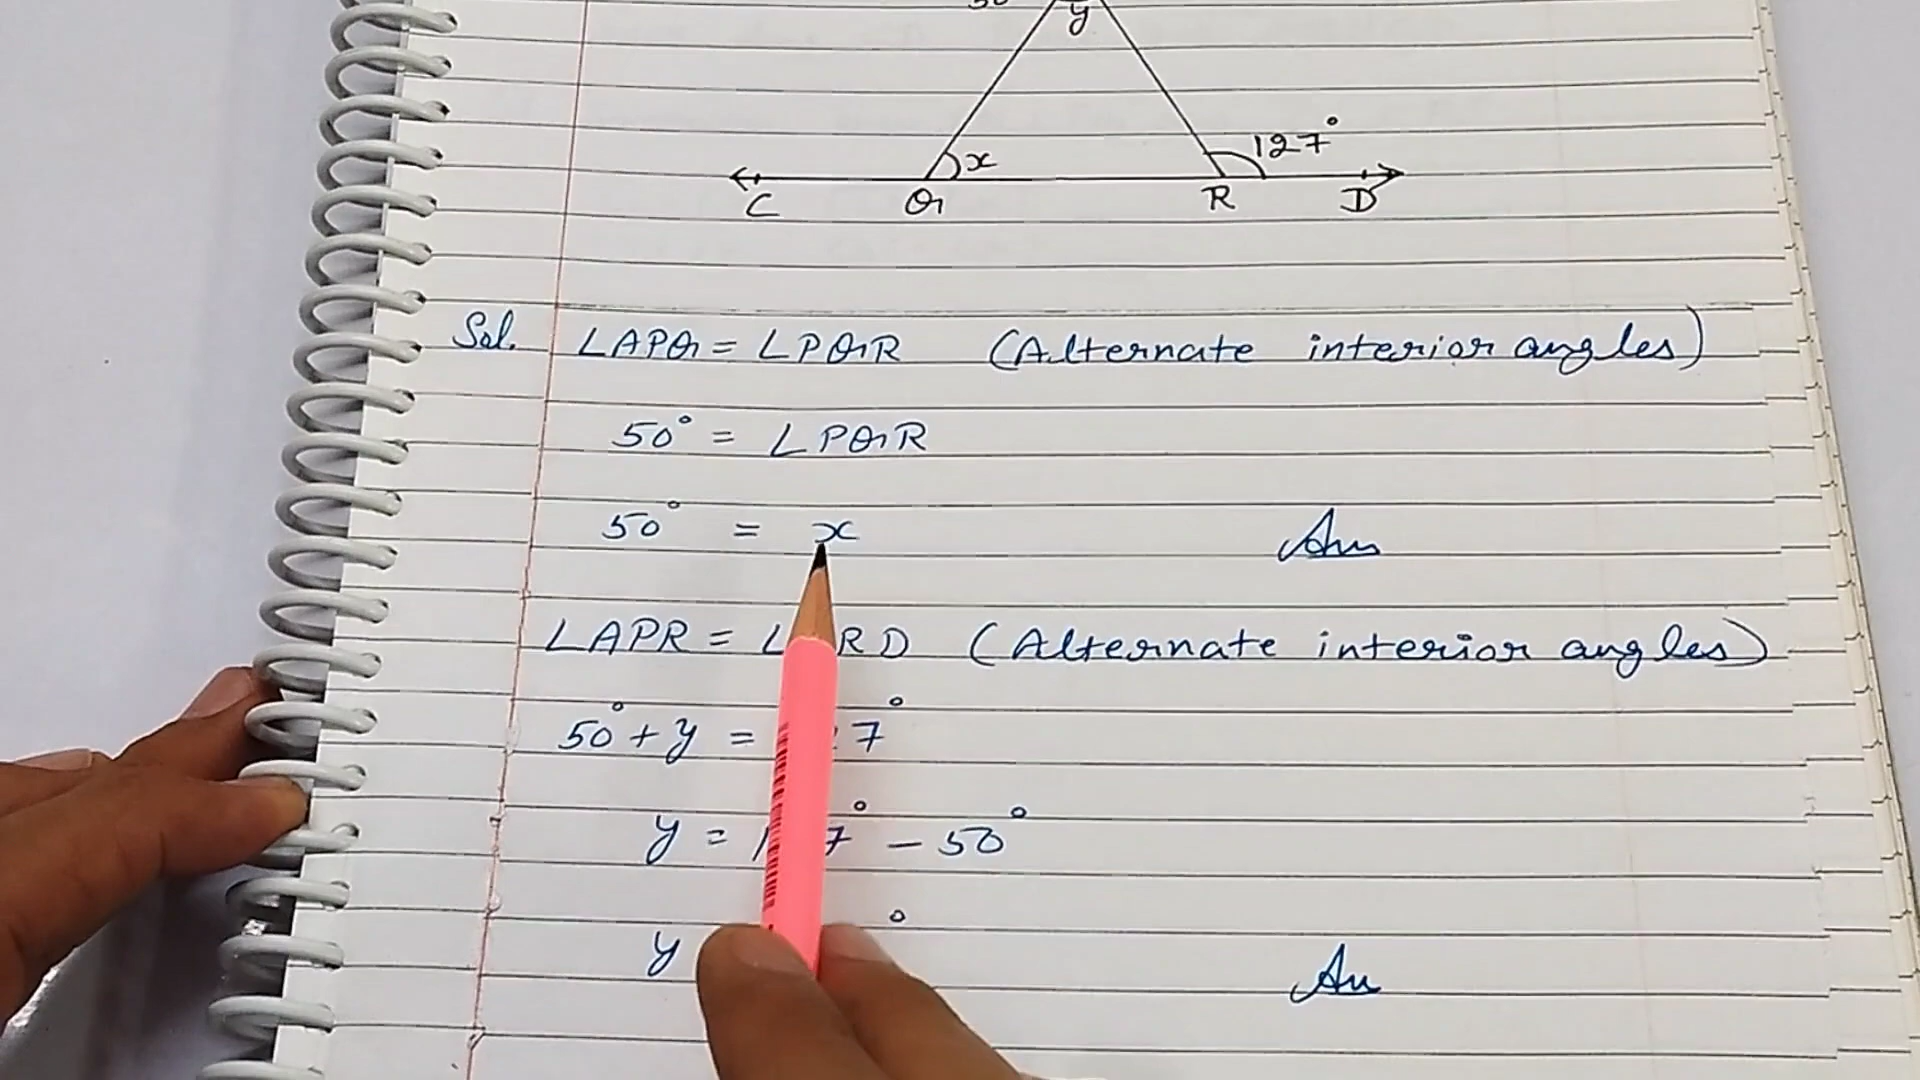 y
x 127°
C Q R D
Sol. ∠APQ = ∠PQR (Alternate interior angles)
50° = ∠PQR
50° = x Ans
∠APR = ∠ RD (Alternate interior angles)
50° + y = 7°
y = 1 7° - 50°
y ° Ans